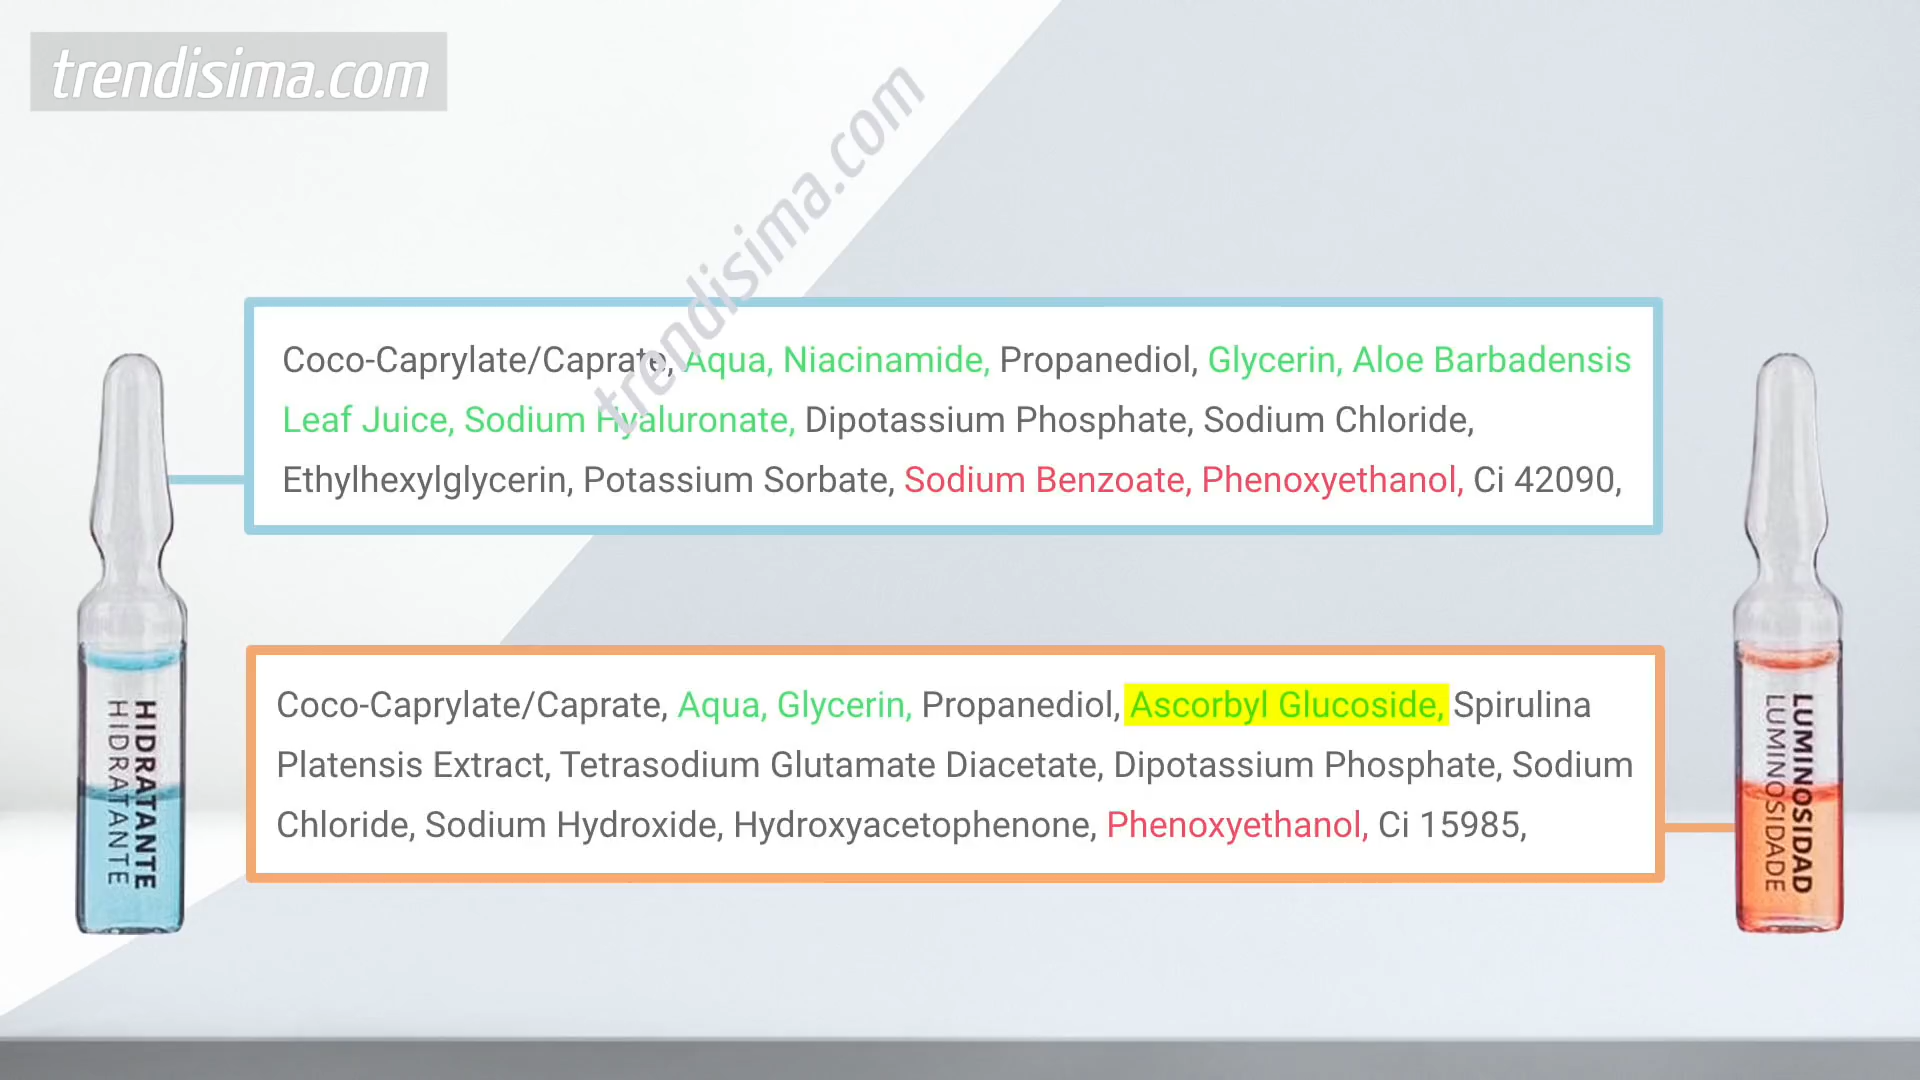 trendisima.com
trendisima.com
Coco-Caprylate/Caprate, Aqua, Niacinamide, Propanediol, Glycerin, Aloe Barbadensis
Leaf Juice, Sodium Hyaluronate, Dipotassium Phosphate, Sodium Chloride,
Ethylhexylglycerin, Potassium Sorbate, Sodium Benzoate, Phenoxyethanol, Ci 42090,
HIDRATANTE
HIDRATANTE
Coco-Caprylate/Caprate, Aqua, Glycerin, Propanediol, Ascorbyl Glucoside, Spirulina
Platensis Extract, Tetrasodium Glutamate Diacetate, Dipotassium Phosphate, Sodium
Chloride, Sodium Hydroxide, Hydroxyacetophenone, Phenoxyethanol, Ci 15985,
LUMINOSIDAD
LUMINOSIDADE